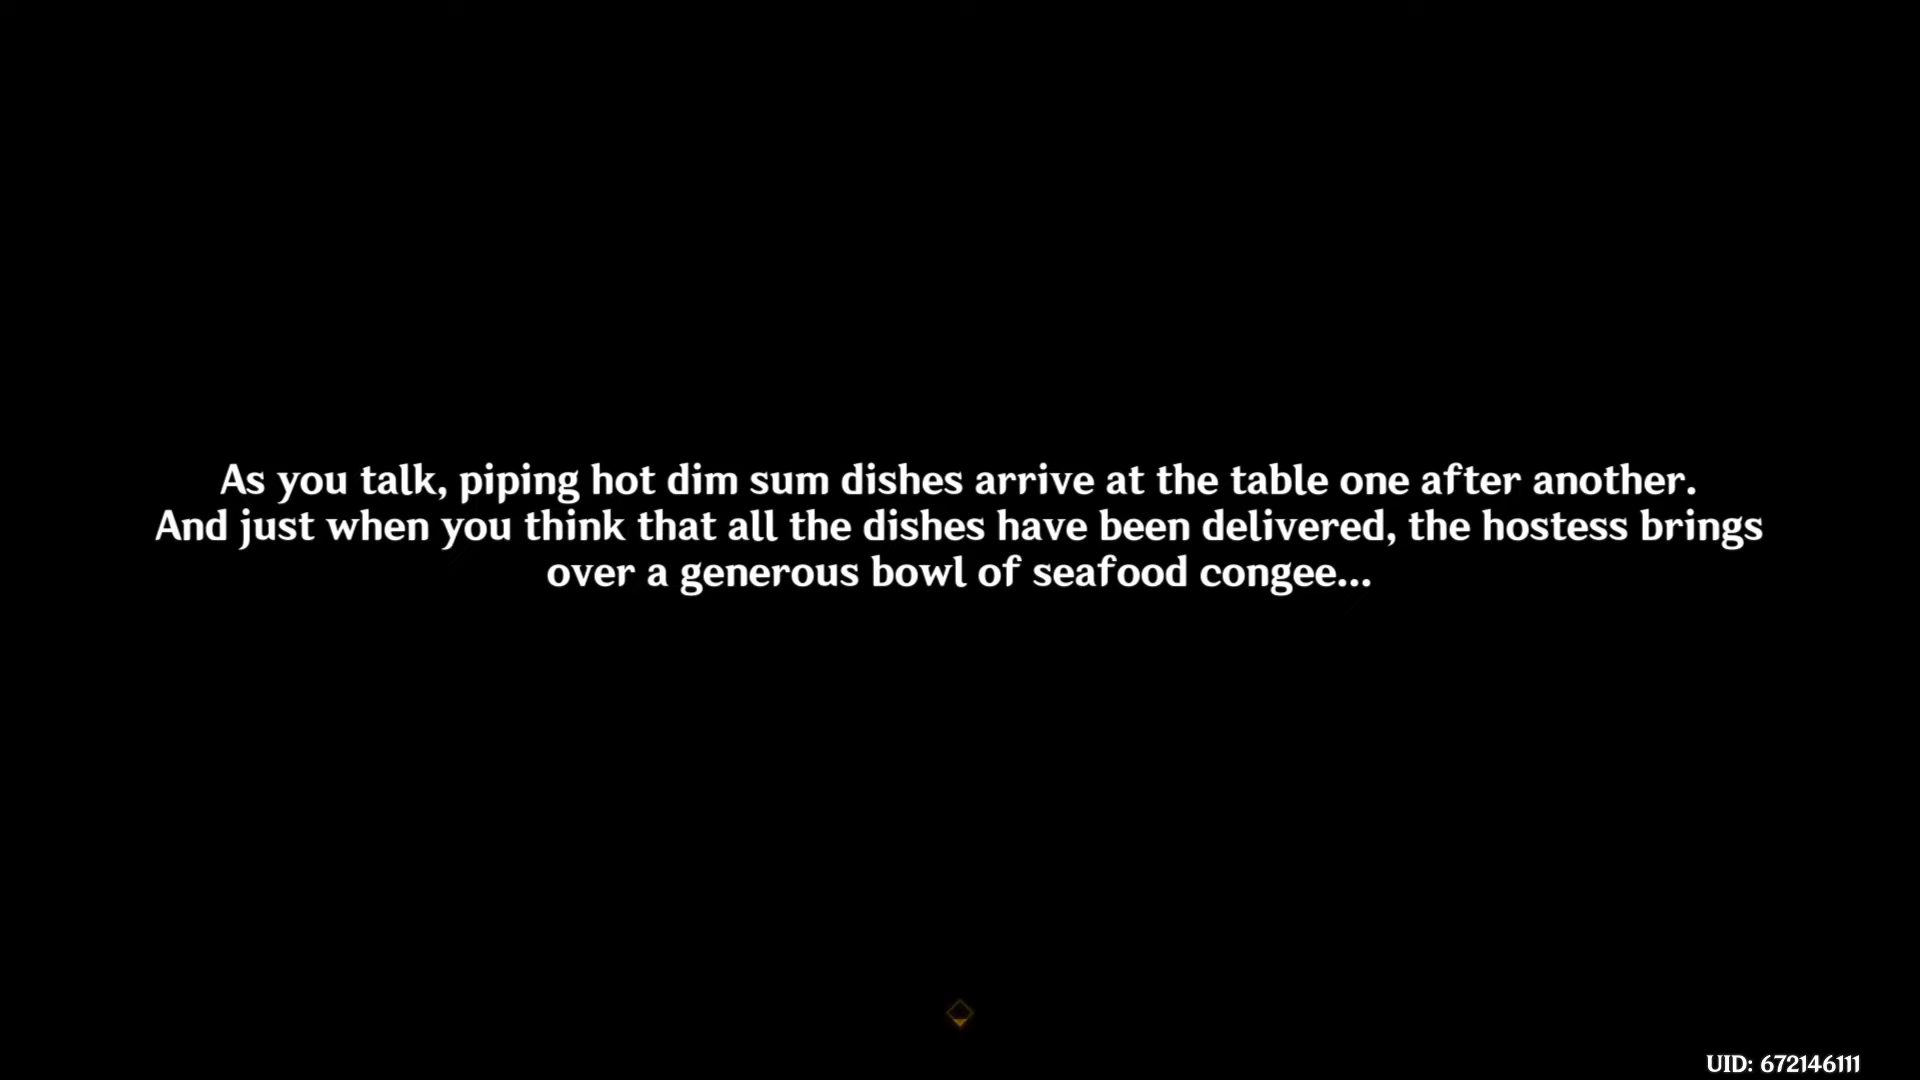 As you talk, piping hot dim sum dishes arrive at the table one after another.
And just when you think that all the dishes have been delivered, the hostess brings
over a generous bowl of seafood congee...
UID: 672146111